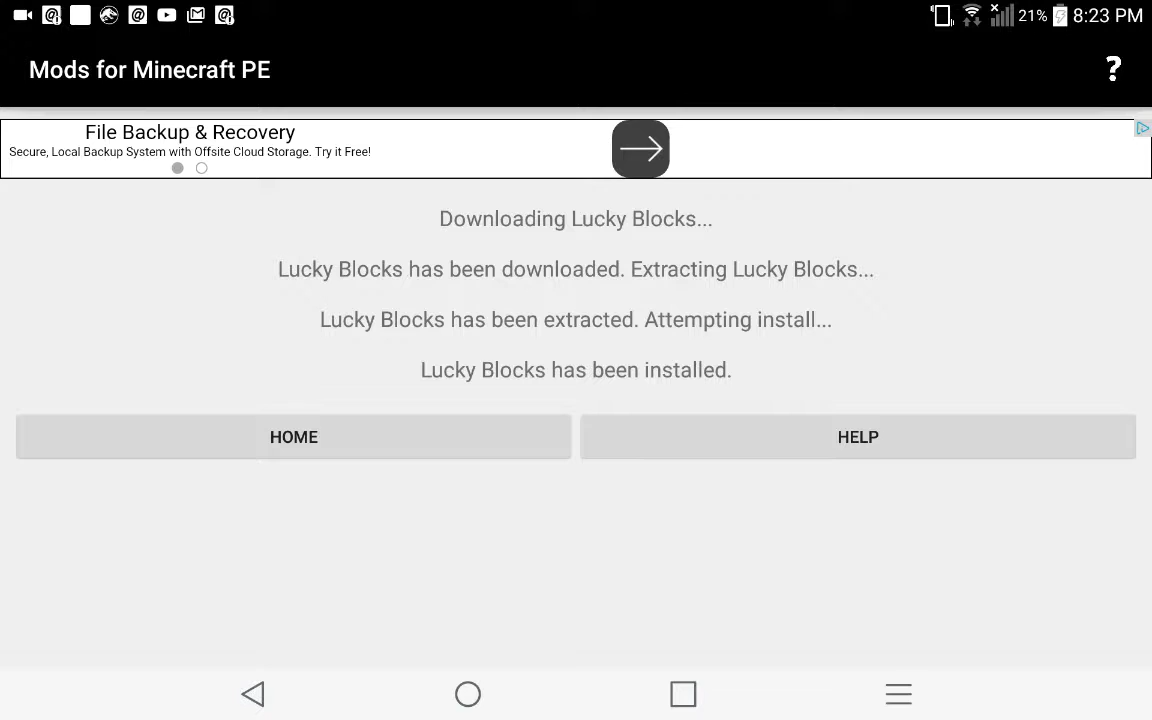 21% 8:23 PM
Mods for Minecraft PE
?
File Backup & Recovery
Secure, Local Backup System with Offsite Cloud Storage. Try it Free!
Downloading Lucky Blocks...
Lucky Blocks has been downloaded. Extracting Lucky Blocks...
Lucky Blocks has been extracted. Attempting install...
Lucky Blocks has been installed.
HOME HELP